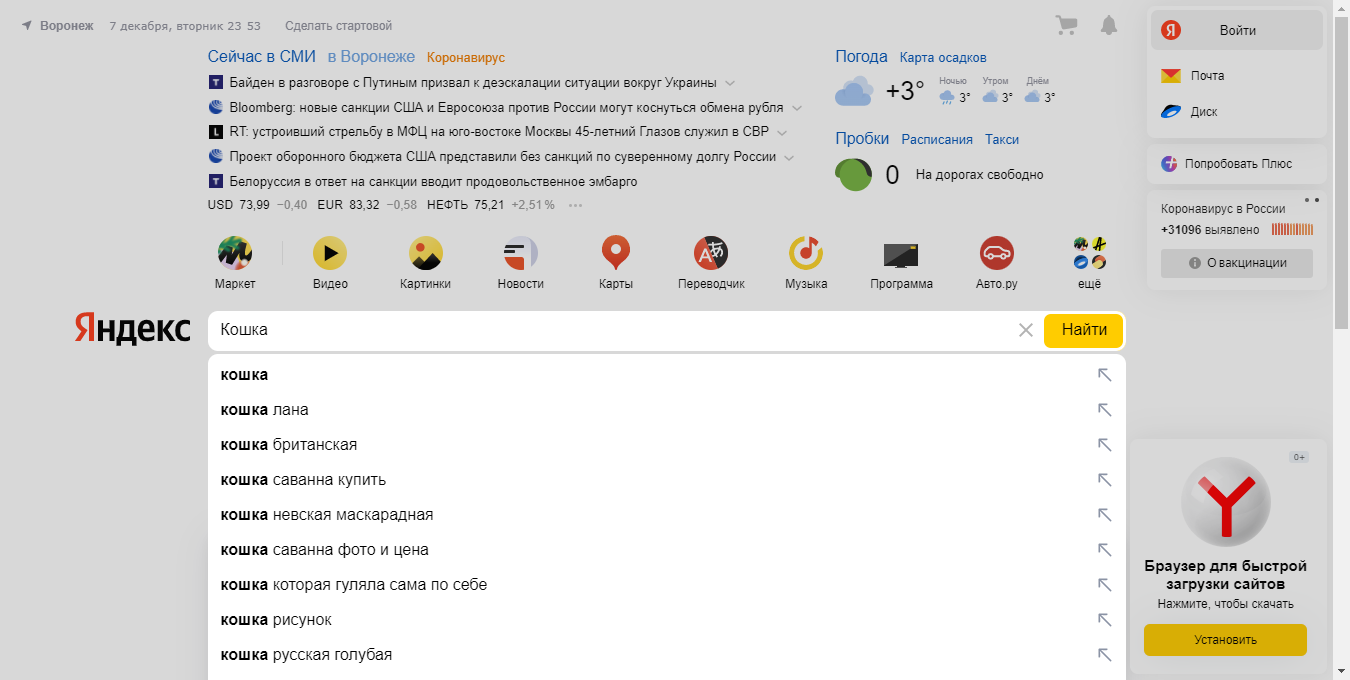 Воронеж 7 декабря, вторник 23 53 Сделать стартовой
Сейчас в СМИ в Воронеже Коронавирус
Байден в разговоре с Путиным призвал к деэскалации ситуации вокруг Украины
Bloomberg: новые санкции США и Евросоюза против России могут коснуться обмена рубля
RT: устроивший стрельбу в МФЦ на юго-востоке Москвы 45-летний Глазов служил в СВР
Проект оборонного бюджета США представили без санкций по суверенному долгу России
Белоруссия в ответ на санкции вводит продовольственное эмбарго
USD 73,99 −0,40 EUR 83,32 −0,58 НЕФТЬ 75,21 +2,51% ···
Погода Карта осадков
+3° Ночью 3° Утром 3° Днём 3°
Пробки Расписания Такси
0 На дорогах свободно
Я Войти
Почта
Диск
Попробовать Плюс
Коронавирус в России
+31096 выявлено
О вакцинации
Маркет Видео Картинки Новости Карты Переводчик Музыка Программа Авто.ру ещё
Яндекс Кошка Найти
кошка
кошка лана
кошка британская
кошка саванна купить
кошка невская маскарадная
кошка саванна фото и цена
кошка которая гуляла сама по себе
кошка рисунок
кошка русская голубая
0+
Браузер для быстрой
загрузки сайтов
Нажмите, чтобы скачать
Установить